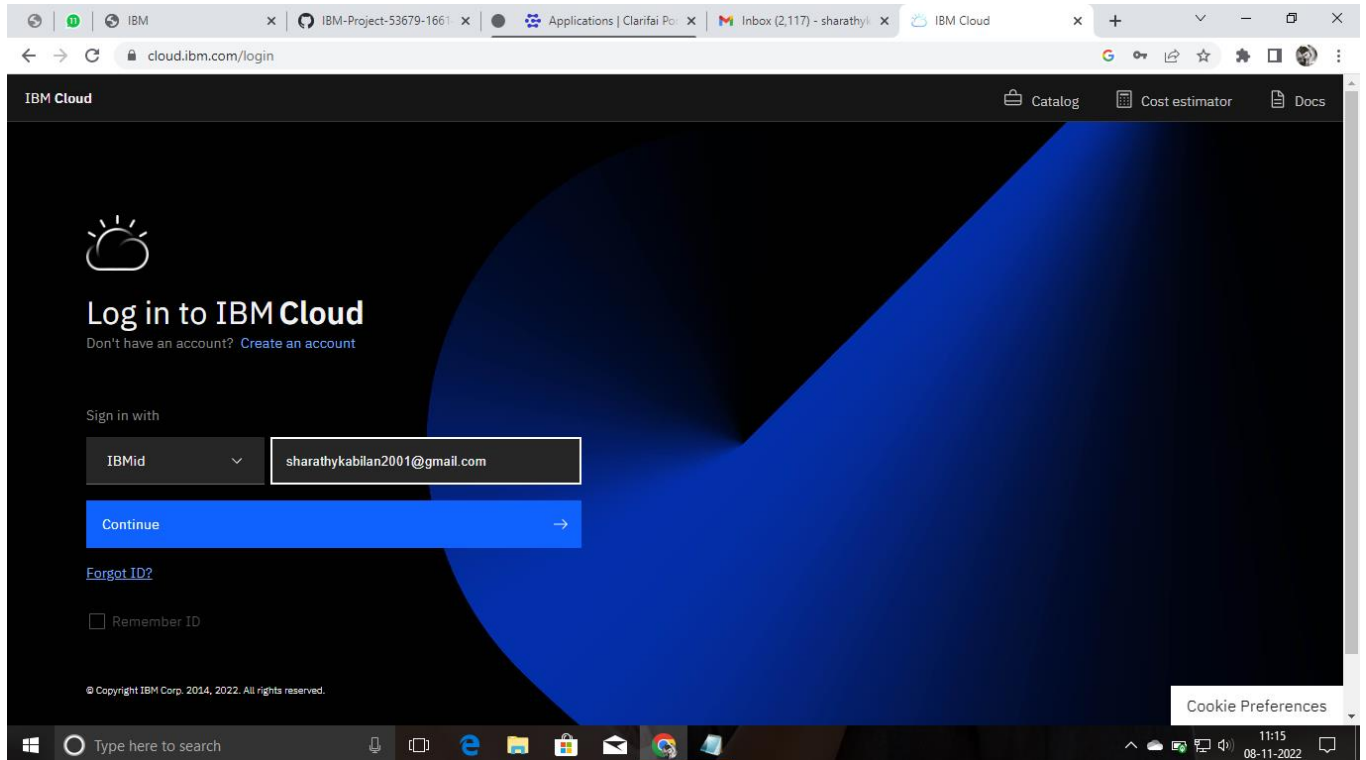 IBM
IBM-Project-53679-1661
Applications | Clarifai Po
Inbox (2,117) - sharathyk
IBM Cloud
cloud.ibm.com/login
IBM Cloud
Catalog
Cost estimator
Docs
Log in to IBM Cloud
Don't have an account? Create an account
Sign in with
IBMid
sharathykabilan2001@gmail.com
Continue
Forgot ID?
Remember ID
© Copyright IBM Corp. 2014, 2022. All rights reserved.
Cookie Preferences
Type here to search
11:15
08-11-2022